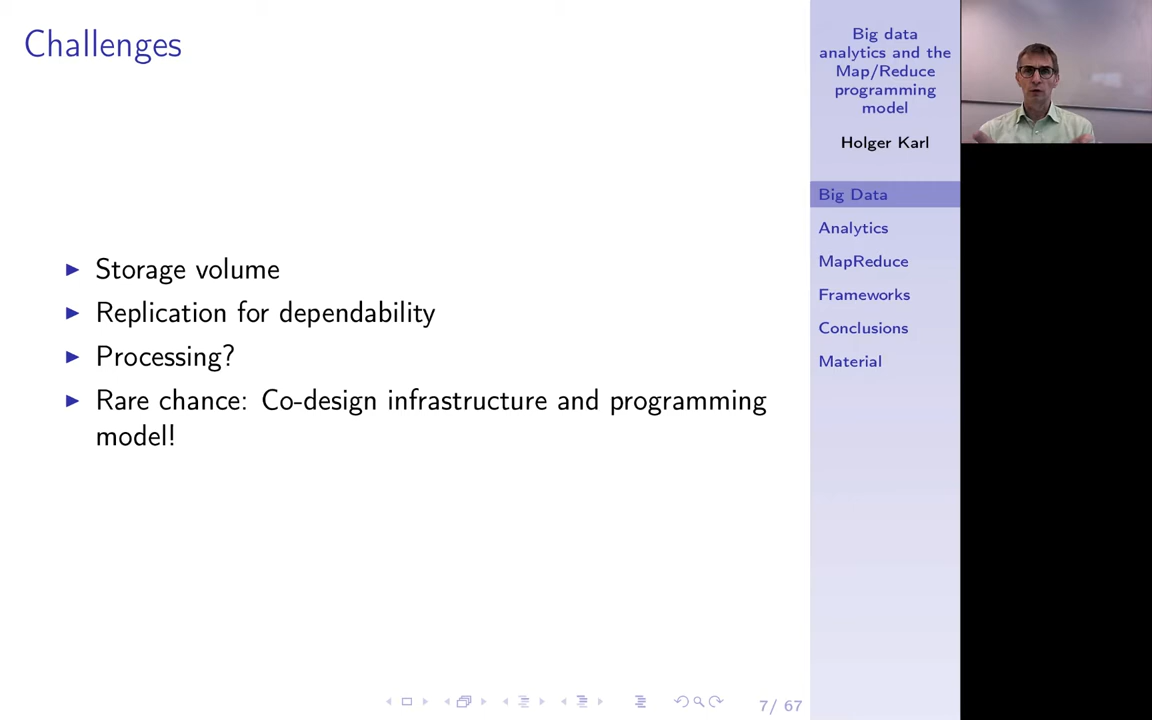 Challenges
Storage volume
Replication for dependability
Processing?
Rare chance: Co-design infrastructure and programming
model!
Big data
analytics and the
Map/Reduce
programming
model
Holger Karl
Big Data
Analytics
MapReduce
Frameworks
Conclusions
Material
7/ 67